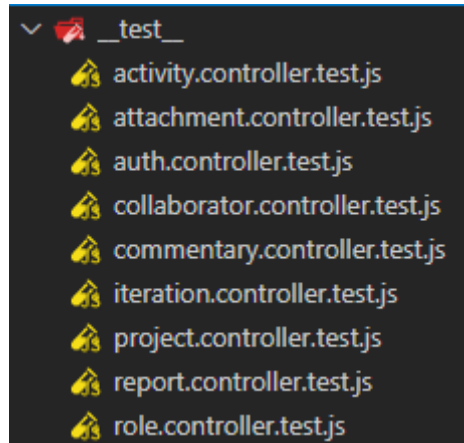 __test__
activity.controller.test.js
attachment.controller.test.js
auth.controller.test.js
collaborator.controller.test.js
commentary.controller.test.js
iteration.controller.test.js
project.controller.test.js
report.controller.test.js
role.controller.test.js